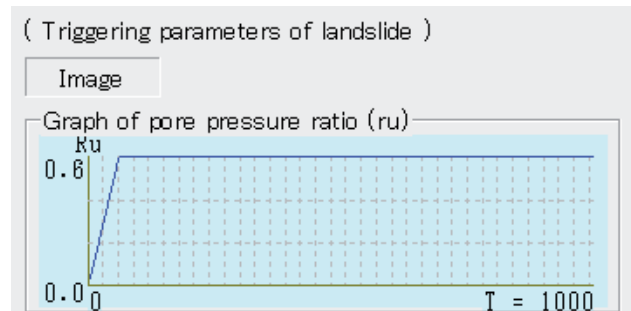 ( Triggering parameters of landslide )
Image
Graph of pore pressure ratio (ru)
Ru
0.6
0.0
0
T = 1000